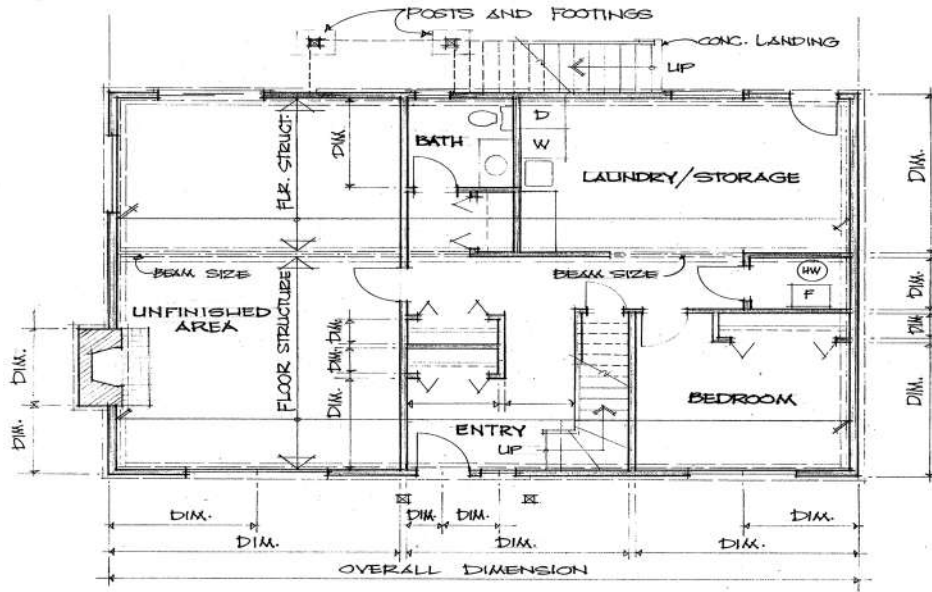 POSTS AND FOOTINGS
CONC. LANDING
UP
FLR. STRUCT.
DIM.
BATH
D
W
LAUNDRY/STORAGE
DIM.
BEAM SIZE
BEAM SIZE
HW
F
DIM.
UNFINISHED
AREA
FLOOR STRUCTURE
DIM.
DIM.
DIM.
DIM.
DIM.
DIM.
DIM.
DIM.
BEDROOM
ENTRY
UP
DIM.
DIM.
DIM.
DIM.
DIM.
DIM.
DIM.
OVERALL DIMENSION